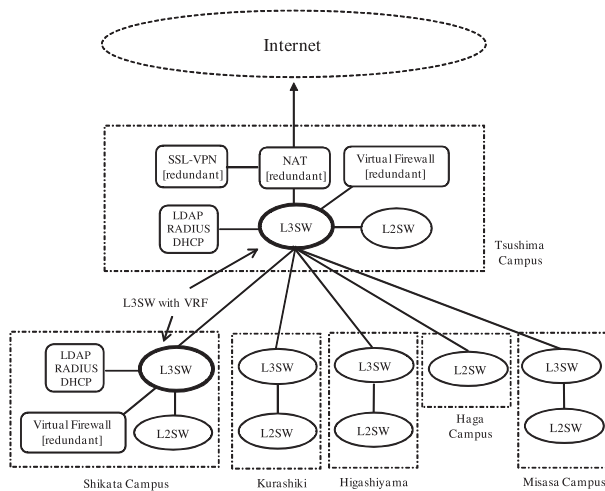 Internet
SSL-VPN
[redundant]
NAT
[redundant]
Virtual Firewall
[redundant]
LDAP
RADIUS
DHCP
L3SW
L2SW
Tsushima
Campus
L3SW with VRF
LDAP
RADIUS
DHCP
L3SW
Virtual Firewall
[redundant]
L2SW
Shikata Campus
L3SW
L2SW
Kurashiki
L3SW
L2SW
Higashiyama
L2SW
Haga
Campus
L3SW
L2SW
Misasa Campus